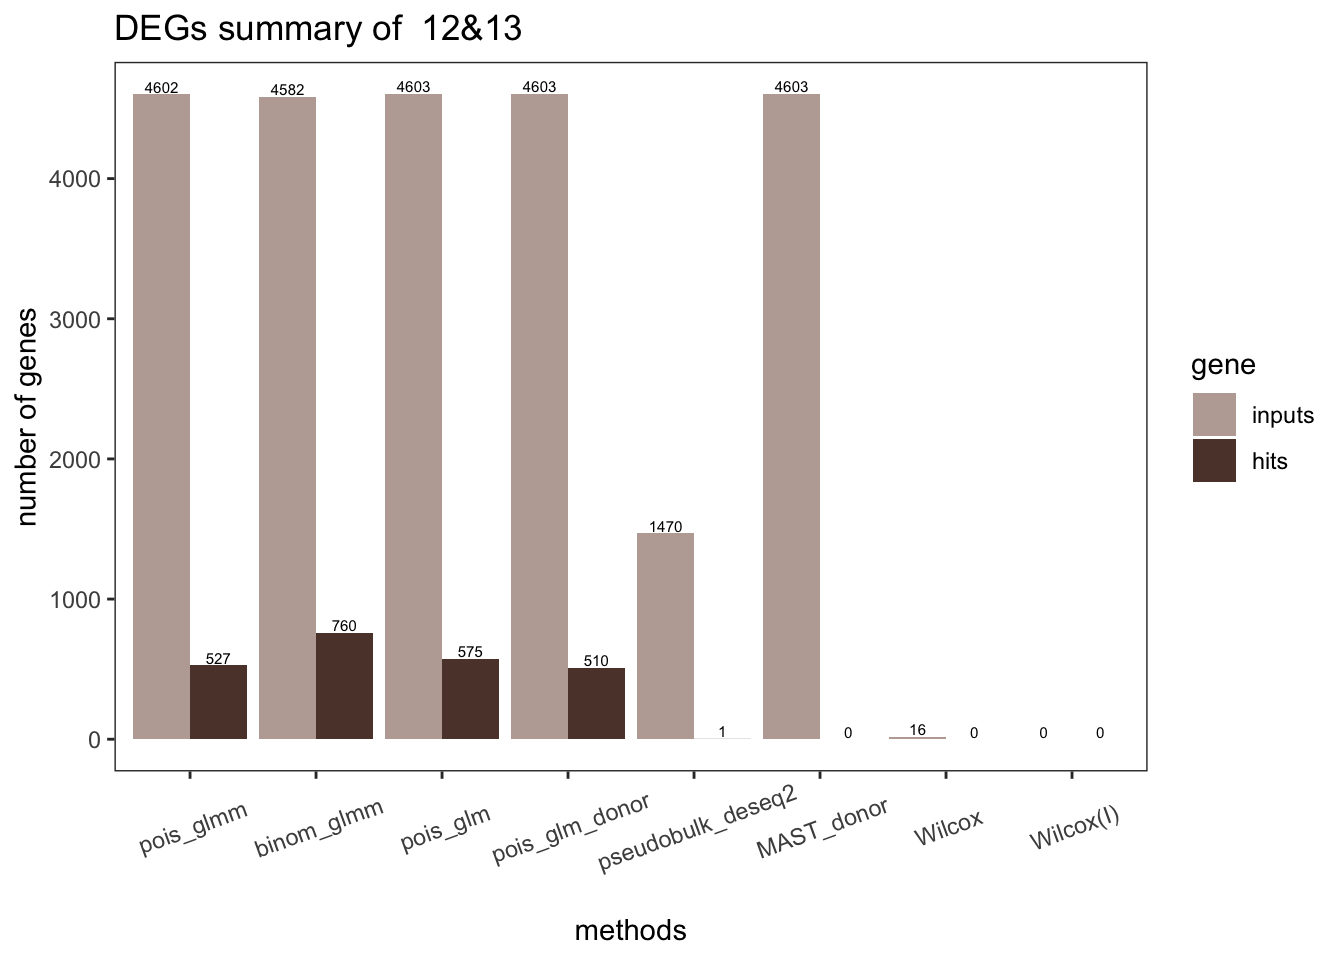 DEGs summary of  12&13
number of genes
4000
3000
2000
1000
0
4602
527
4582
760
4603
575
4603
510
1470
1
4603
0
16
0
0
0
pois_glmm
binom_glmm
pois_glm
pois_glm_donor
pseudobulk_deseq2
MAST_donor
Wilcox
Wilcox(l)
methods
gene
inputs
hits